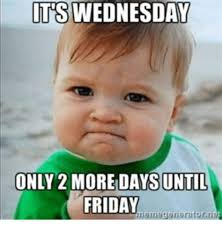 IT'S WEDNESDAY
ONLY 2 MORE DAYS UNTIL
FRIDAY
memegenerator.net